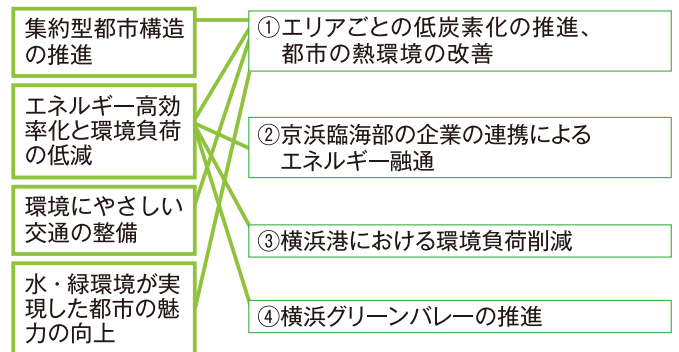 集約型都市構造
の推進
エネルギー高効
率化と環境負荷
の低減
環境にやさしい
交通の整備
水・緑環境が実
現した都市の魅
力の向上
①エリアごとの低炭素化の推進、
都市の熱環境の改善
②京浜臨海部の企業の連携による
エネルギー融通
③横浜港における環境負荷削減
④横浜グリーンバレーの推進